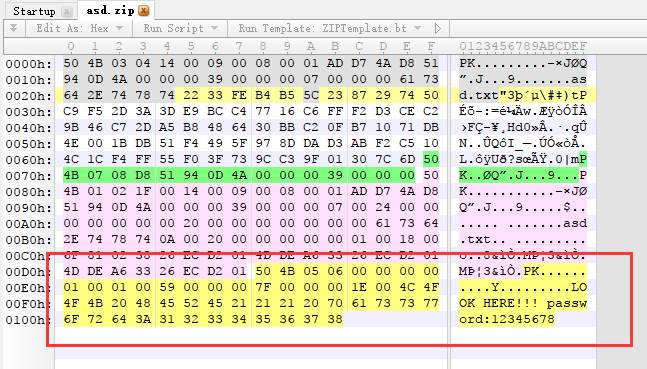 Startup asd.zip
Edit As: Hex Run Script Run Template: ZIPTemplate.bt
0 1 2 3 4 5 6 7 8 9 A B C D E F 0123456789ABCDEF
0000h: 50 4B 03 04 14 00 09 00 08 00 01 AD D7 4A D8 51 PK..........-×JØQ
0010h: 94 0D 4A 00 00 00 39 00 00 00 07 00 00 00 61 73 ”.J...9.......as
0020h: 64 2E 74 78 74 22 33 FE B4 B5 5C 23 87 29 74 50 d.txt"3þ´µ\#‡)tP
0030h: C9 F5 2D 3A 3D E9 BC C4 77 16 C6 FF F2 D3 CE C2 Éõ-:=é¼Äw.ÆÿòÓÎÂ
0040h: 9B 46 C7 2D A5 B8 48 64 30 BB C2 0F B7 10 71 DB ›FÇ-¥¸Hd0»Â.·.qÛ
0050h: 4E 00 1B DB 51 F4 49 5F 97 8D DA D3 AB F2 C5 10 N..ÛQôI_—.ÚÓ«òÅ.
0060h: 4C 1C F4 FF 55 F0 3F 73 9C C3 9F 01 30 7C 6D 50 L.ôÿUð?sœÃŸ.0|mP
0070h: 4B 07 08 D8 51 94 0D 4A 00 00 00 39 00 00 00 50 K..ØQ”.J...9...P
0080h: 4B 01 02 1F 00 14 00 09 00 08 00 01 AD D7 4A D8 K...........-×JØ
0090h: 51 94 0D 4A 00 00 00 39 00 00 00 07 00 24 00 00 Q”.J...9.....$..
00A0h: 00 00 00 00 00 20 00 00 00 00 00 00 00 61 73 64 ..... .......asd
00B0h: 2E 74 78 74 0A 00 20 00 00 00 00 00 01 00 18 00 .txt.. .........
00C0h: 6F 81 02 38 26 EC D2 01 4D DE A6 33 26 EC D2 01 o..8&ìÒ.MÞ¦3&ìÒ.
00D0h: 4D DE A6 33 26 EC D2 01 50 4B 05 06 00 00 00 00 MÞ¦3&ìÒ.PK......
00E0h: 01 00 01 00 59 00 00 00 7F 00 00 00 1E 00 4C 4F ....Y.........LO
00F0h: 4F 4B 20 48 45 52 45 21 21 21 20 70 61 73 73 77 OK HERE!!! passw
0100h: 6F 72 64 3A 31 32 33 34 35 36 37 38 ord:12345678